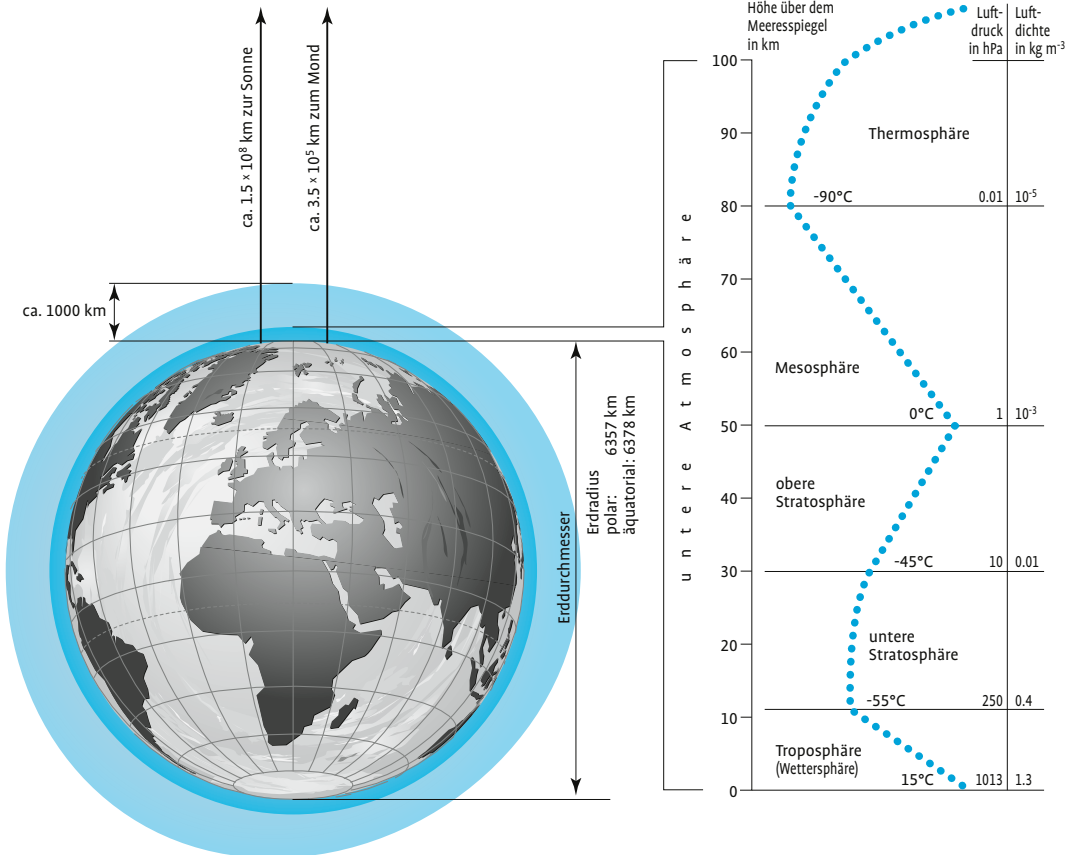 ca. 1.5 × 10⁸ km zur Sonne
ca. 3.5 × 10⁵ km zum Mond
ca. 1000 km
Erddurchmesser
Erdradius
polar: 6357 km
äquatorial: 6378 km
untere Atmosphäre
Höhe über dem
Meeresspiegel
in km
Luft-
druck
in hPa
Luft-
dichte
in kg m⁻³
100
90
Thermosphäre
80
-90°C 0.01 10⁻⁵
70
60
Mesosphäre
50
0°C 1 10⁻³
obere
Stratosphäre
40
30
-45°C 10 0.01
untere
Stratosphäre
20
-55°C 250 0.4
10
Troposphäre
(Wettersphäre)
15°C 1013 1.3
0